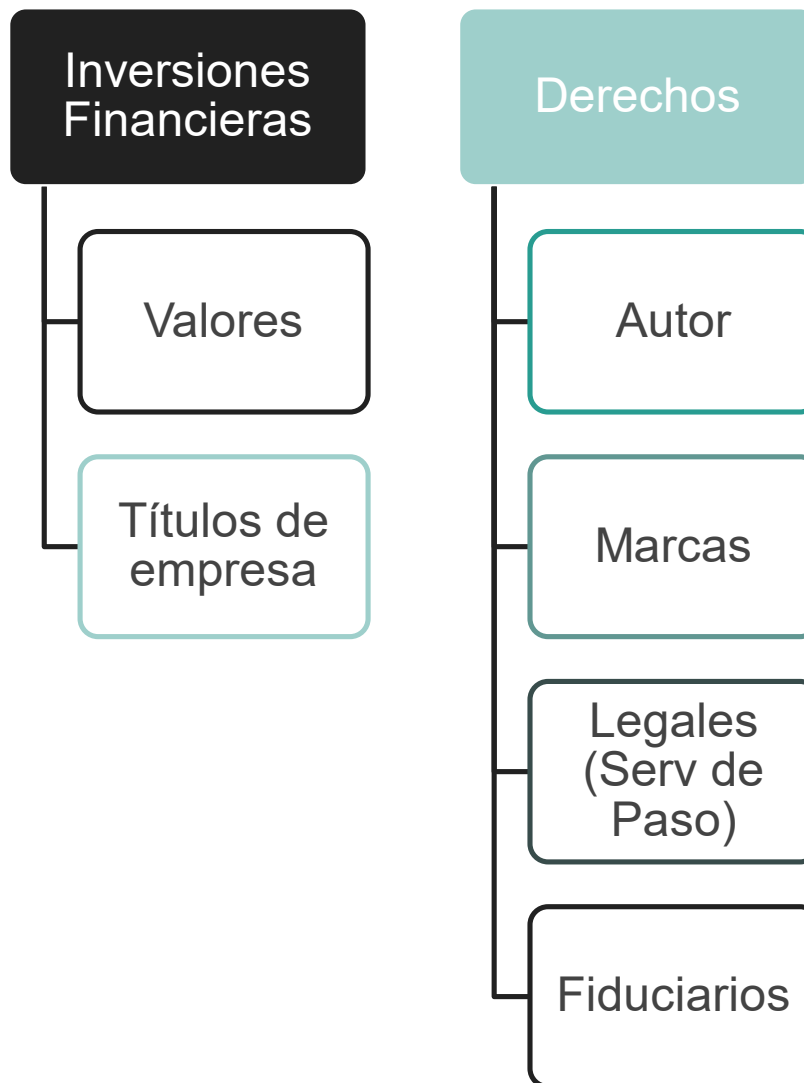 Inversiones
Financieras
Valores
Títulos de
empresa
Derechos
Autor
Marcas
Legales
(Serv de
Paso)
Fiduciarios